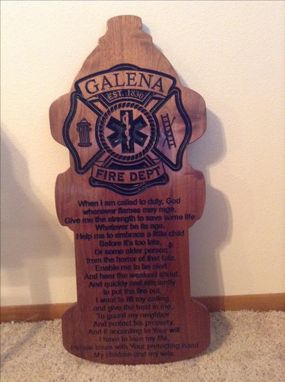 GALENA
EST. 1836
FIRE DEPT
When I am called to duty, God
whenever flames may rage,
Give me the strength to save some life
Whatever be its age.
Help me to embrace a little child
Before it's too late,
Or some older person
from the horror of that fate.
Enable me to be alert,
And hear the weakest shout,
And quickly and efficiently
to put the fire out.
I want to fill my calling
and give the best in me,
To guard my neighbor
And protect his property.
And if according to Your will
I have to lose my life,
Please bless with Your protecting hand
My children and my wife.